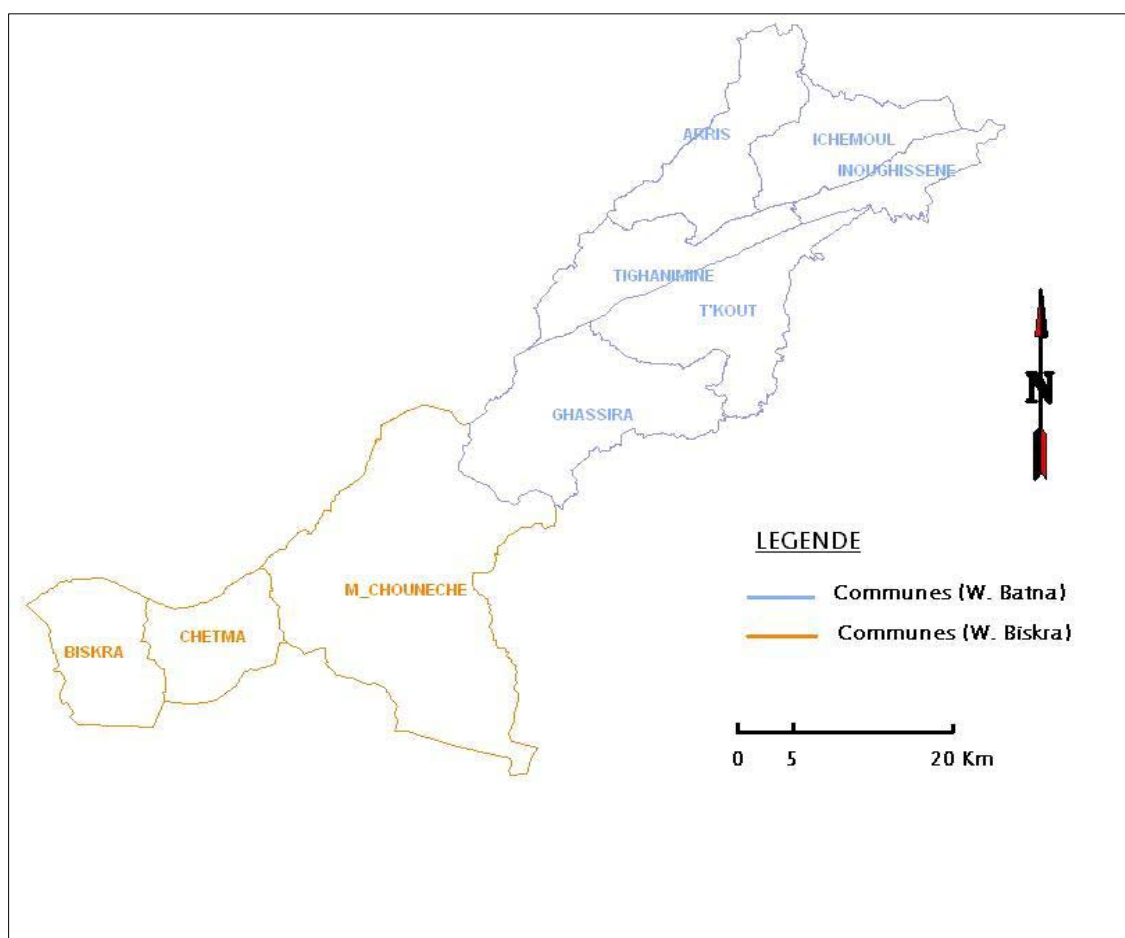 ARRIS
ICHEMOUL
INOUGHISSENE
TIGHANIMINE
T'KOUT
GHASSIRA
M_CHOUNECHE
CHETMA
BISKRA
N
LEGENDE
Communes (W. Batna)
Communes (W. Biskra)
0 5 20 Km